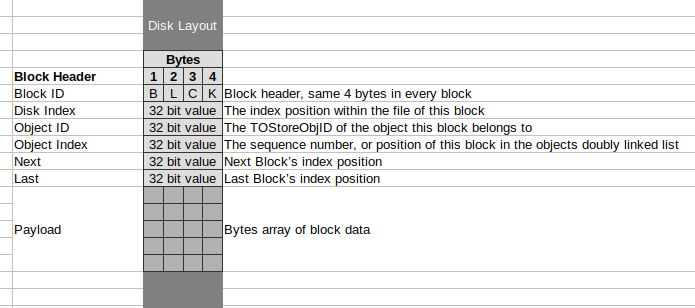 Disk Layout
Bytes
Block Header 1 2 3 4
Block ID B L C K Block header, same 4 bytes in every block
Disk Index 32 bit value The index position within the file of this block
Object ID 32 bit value The TOStoreObjID of the object this block belongs to
Object Index 32 bit value The sequence number, or position of this block in the objects doubly linked list
Next 32 bit value Next Block's index position
Last 32 bit value Last Block's index position
Payload Bytes array of block data